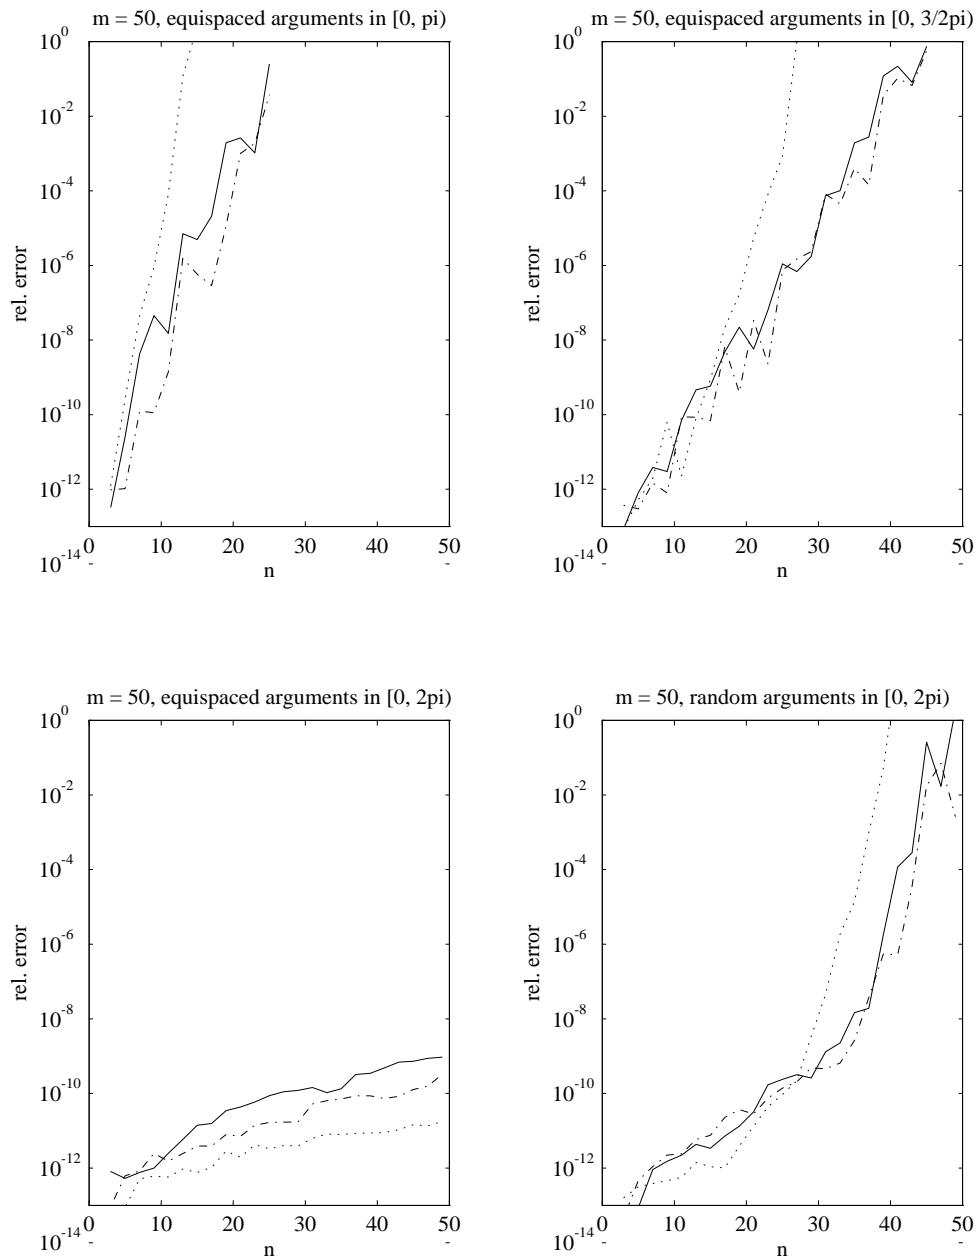 m = 50, equispaced arguments in [0, pi)
10^0
10^-2
10^-4
10^-6
10^-8
10^-10
10^-12
10^-14
rel. error
0 10 20 30 40 50
n
m = 50, equispaced arguments in [0, 3/2pi)
10^0
10^-2
10^-4
10^-6
10^-8
10^-10
10^-12
10^-14
rel. error
0 10 20 30 40 50
n
m = 50, equispaced arguments in [0, 2pi)
10^0
10^-2
10^-4
10^-6
10^-8
10^-10
10^-12
10^-14
rel. error
0 10 20 30 40 50
n
m = 50, random arguments in [0, 2pi)
10^0
10^-2
10^-4
10^-6
10^-8
10^-10
10^-12
10^-14
rel. error
0 10 20 30 40 50
n